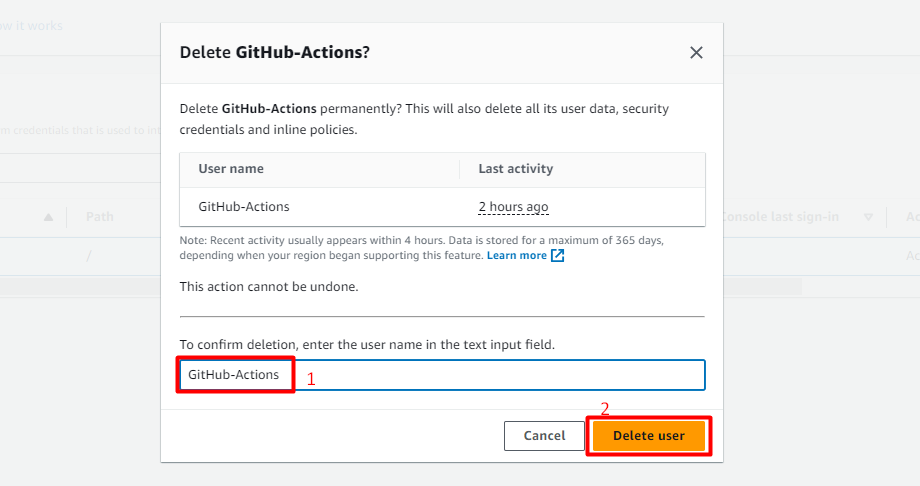 ow it works
Delete GitHub-Actions?
Delete GitHub-Actions permanently? This will also delete all its user data, security
credentials and inline policies.
m credentials that is used to in
User name Last activity
GitHub-Actions 2 hours ago
Path
Console last sign-in
Ac
/
Ac
Note: Recent activity usually appears within 4 hours. Data is stored for a maximum of 365 days,
depending when your region began supporting this feature. Learn more
This action cannot be undone.
To confirm deletion, enter the user name in the text input field.
GitHub-Actions 1
2
Cancel Delete user